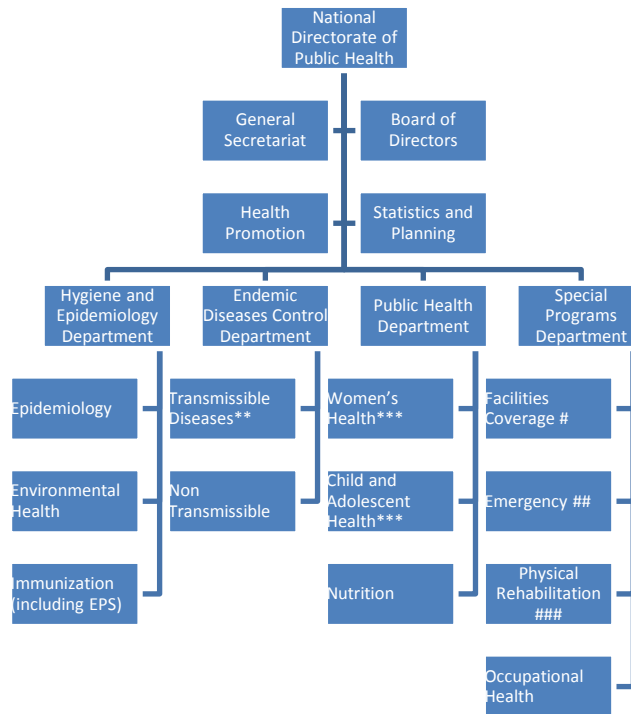 National
Directorate of
Public Health
General
Secretariat
Board of
Directors
Health
Promotion
Statistics and
Planning
Hygiene and
Epidemiology
Department
Endemic
Diseases Control
Department
Public Health
Department
Special
Programs
Department
Epidemiology
Environmental
Health
Immunization
(including EPS)
Transmissible
Diseases**
Non
Transmissible
Women's
Health***
Child and
Adolescent
Health***
Nutrition
Facilities
Coverage #
Emergency ##
Physical
Rehabilitation
###
Occupational
Health